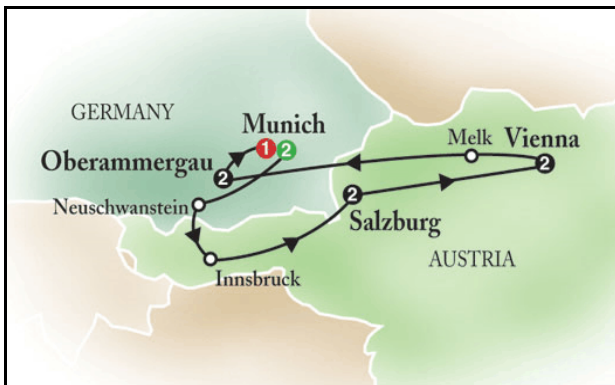 GERMANY
Munich
1 2
Oberammergau
2
Neuschwanstein
Innsbruck
Salzburg
2
Melk
Vienna
2
AUSTRIA